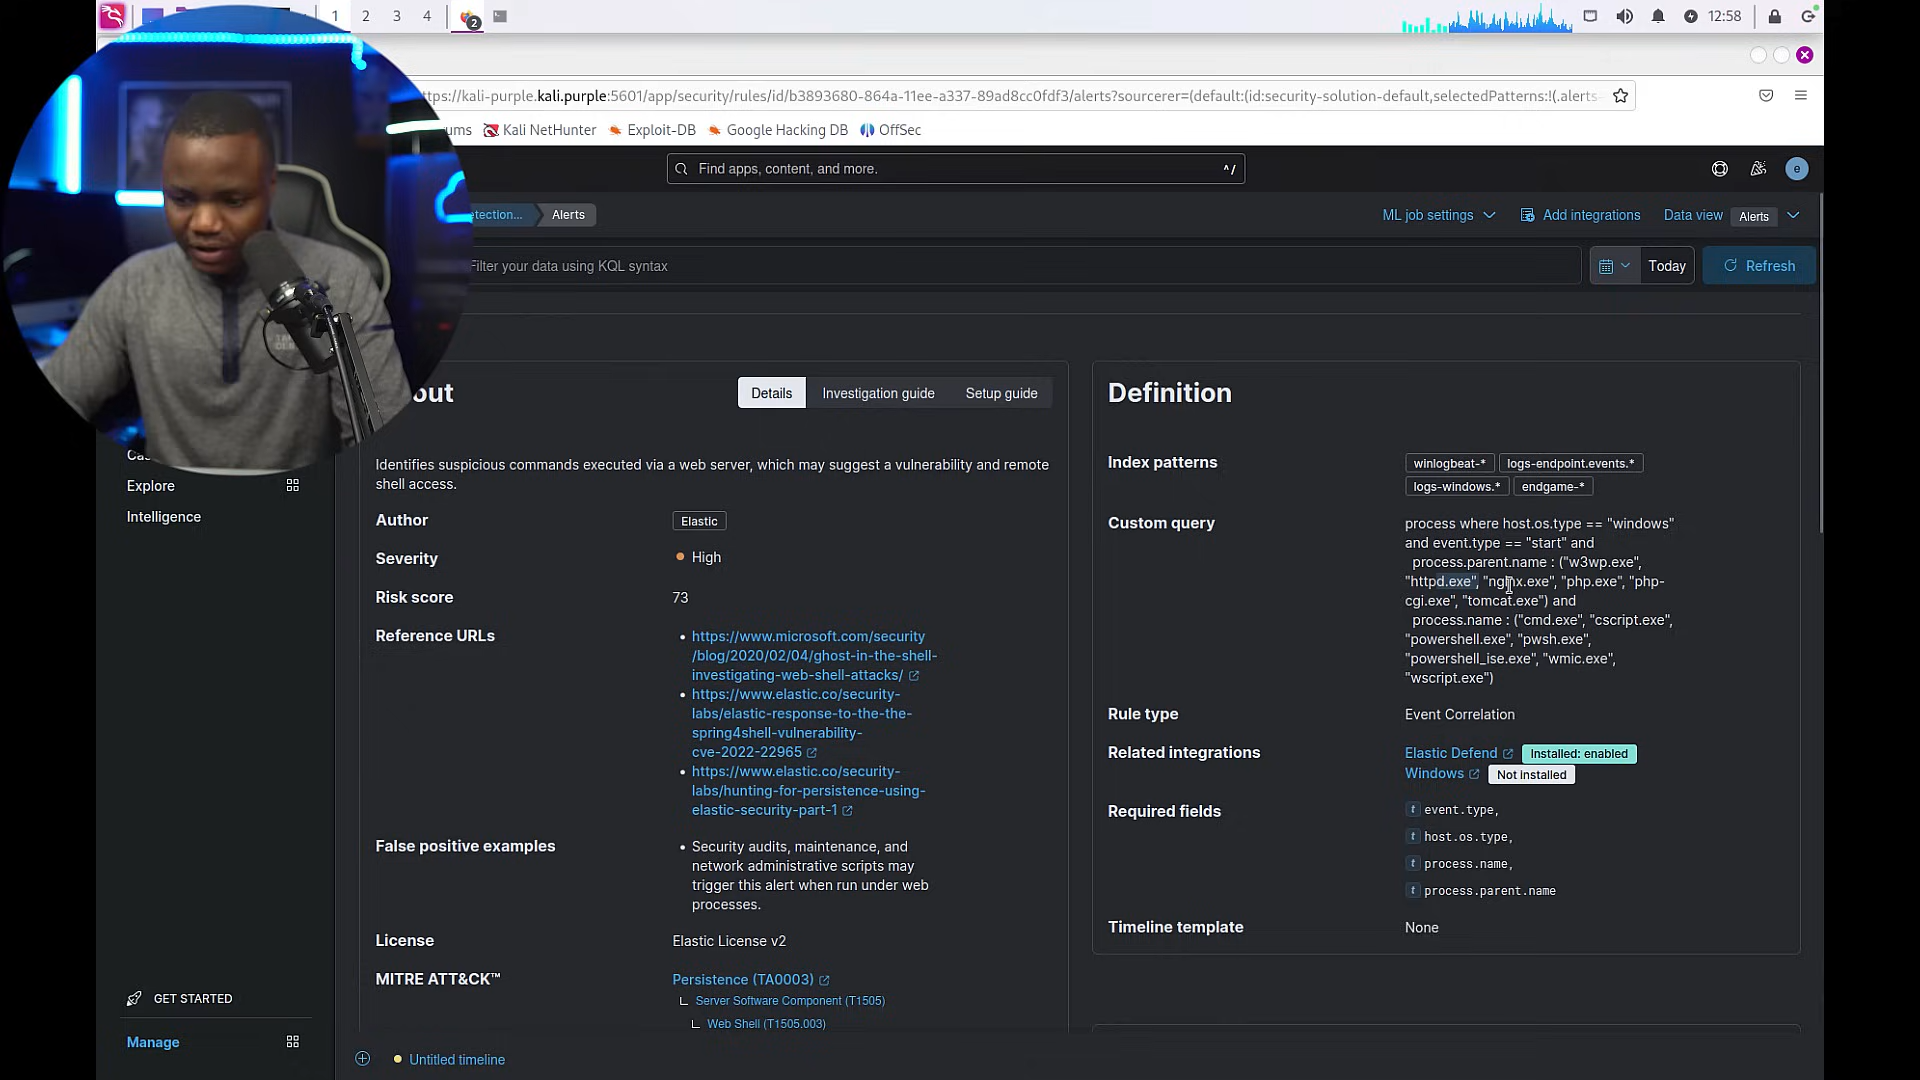 1 2 3 4 2 12:58
ttps://kali-purple.kali.purple:5601/app/security/rules/id/b3893680-864a-11ee-a337-89ad8cc0fdf3/alerts?sourcerer=(default:(id:security-solution-default,selectedPatterns:!(.alerts-
ums Kali NetHunter Exploit-DB Google Hacking DB OffSec
Find apps, content, and more. ^/ e
etection... Alerts ML job settings Add integrations Data view Alerts
Filter your data using KQL syntax Today Refresh
out Details Investigation guide Setup guide
Identifies suspicious commands executed via a web server, which may suggest a vulnerability and remote
shell access.
Author Elastic
Severity High
Risk score 73
Reference URLs https://www.microsoft.com/security
/blog/2020/02/04/ghost-in-the-shell-
investigating-web-shell-attacks/
https://www.elastic.co/security-
labs/elastic-response-to-the-the-
spring4shell-vulnerability-
cve-2022-22965
https://www.elastic.co/security-
labs/hunting-for-persistence-using-
elastic-security-part-1
False positive examples Security audits, maintenance, and
network administrative scripts may
trigger this alert when run under web
processes.
License Elastic License v2
MITRE ATT&CK™ Persistence (TA0003)
Server Software Component (T1505)
Web Shell (T1505.003)
Definition
Index patterns winlogbeat-* logs-endpoint.events.*
logs-windows.* endgame-*
Custom query process where host.os.type == "windows"
and event.type == "start" and
process.parent.name : ("w3wp.exe",
"httpd.exe", "nginx.exe", "php.exe", "php-
cgi.exe", "tomcat.exe") and
process.name : ("cmd.exe", "cscript.exe",
"powershell.exe", "pwsh.exe",
"powershell_ise.exe", "wmic.exe",
"wscript.exe")
Rule type Event Correlation
Related integrations Elastic Defend Installed: enabled
Windows Not installed
Required fields t event.type,
t host.os.type,
t process.name,
t process.parent.name
Timeline template None
Ca
Explore
Intelligence
GET STARTED
Manage
Untitled timeline